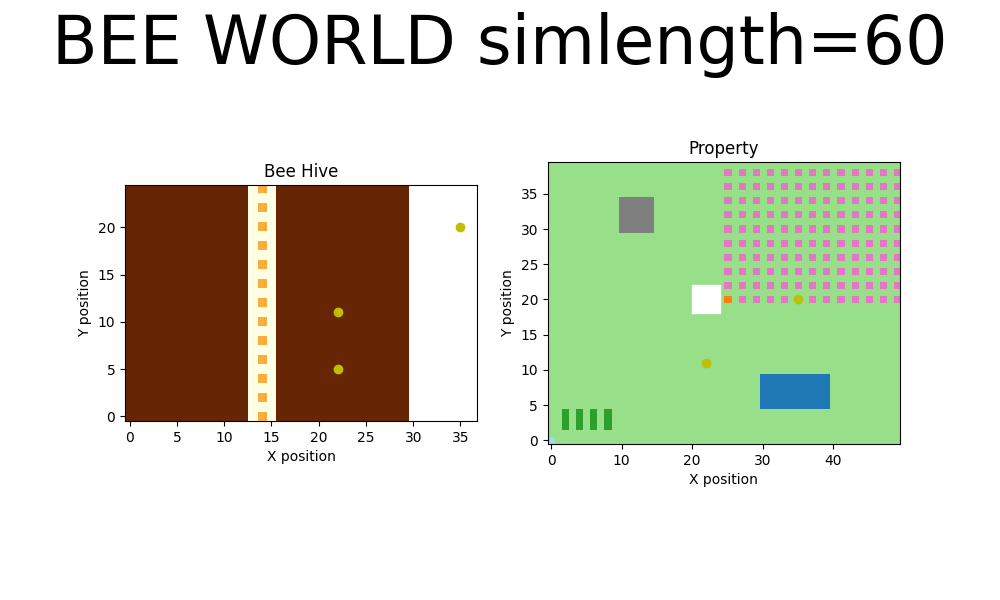 BEE WORLD simlength=60
Bee Hive
Y position
20
15
10
5
0
0 5 10 15 20 25 30 35
X position
Property
Y position
35
30
25
20
15
10
5
0
0 10 20 30 40
X position